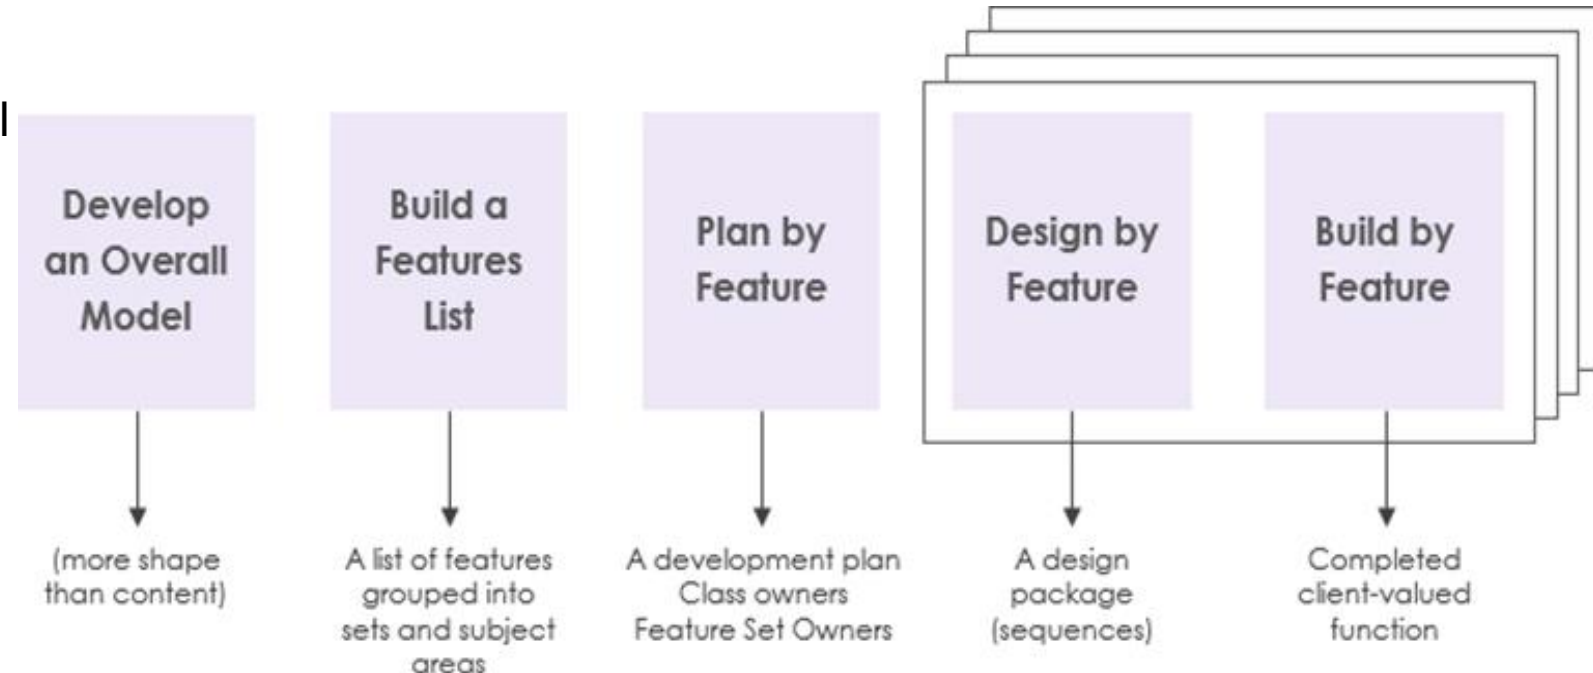 Develop
an Overall
Model
Build a
Features
List
Plan by
Feature
Design by
Feature
Build by
Feature
(more shape
than content)
A list of features
grouped into
sets and subject
areas
A development plan
Class owners
Feature Set Owners
A design
package
(sequences)
Completed
client-valued
function